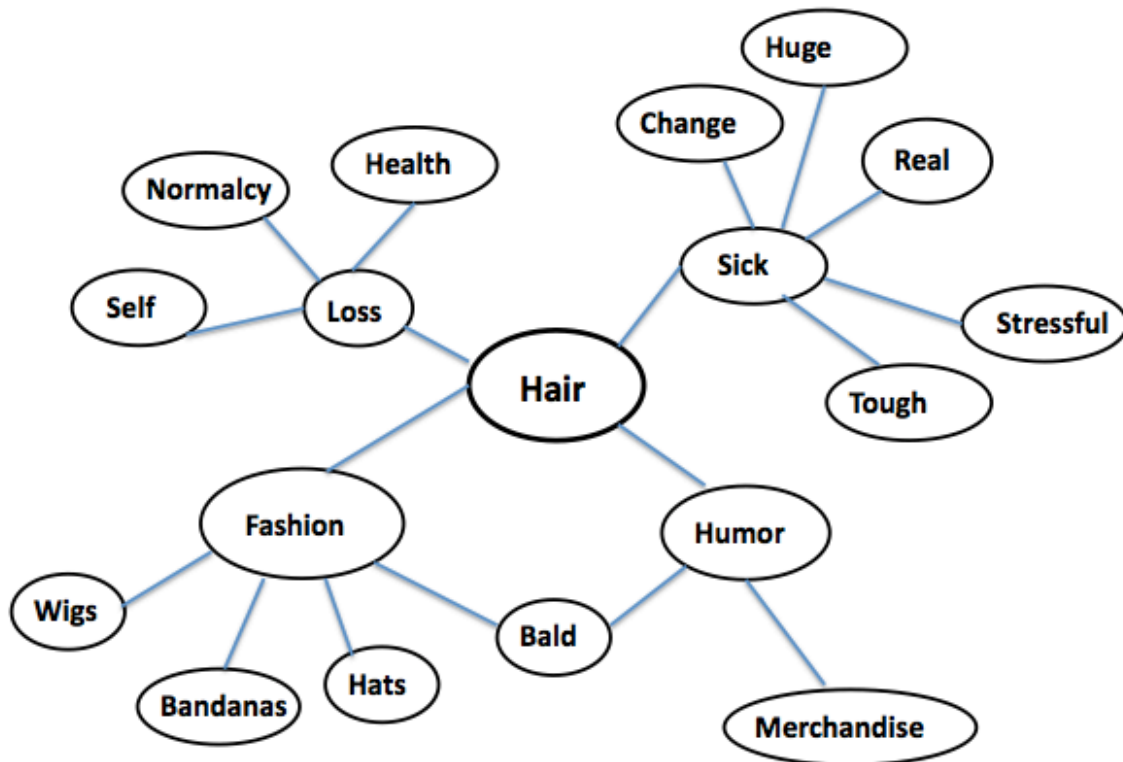 Huge
Change
Real
Health
Normalcy
Sick
Self
Loss
Stressful
Hair
Tough
Fashion
Humor
Wigs
Bald
Hats
Bandanas
Merchandise